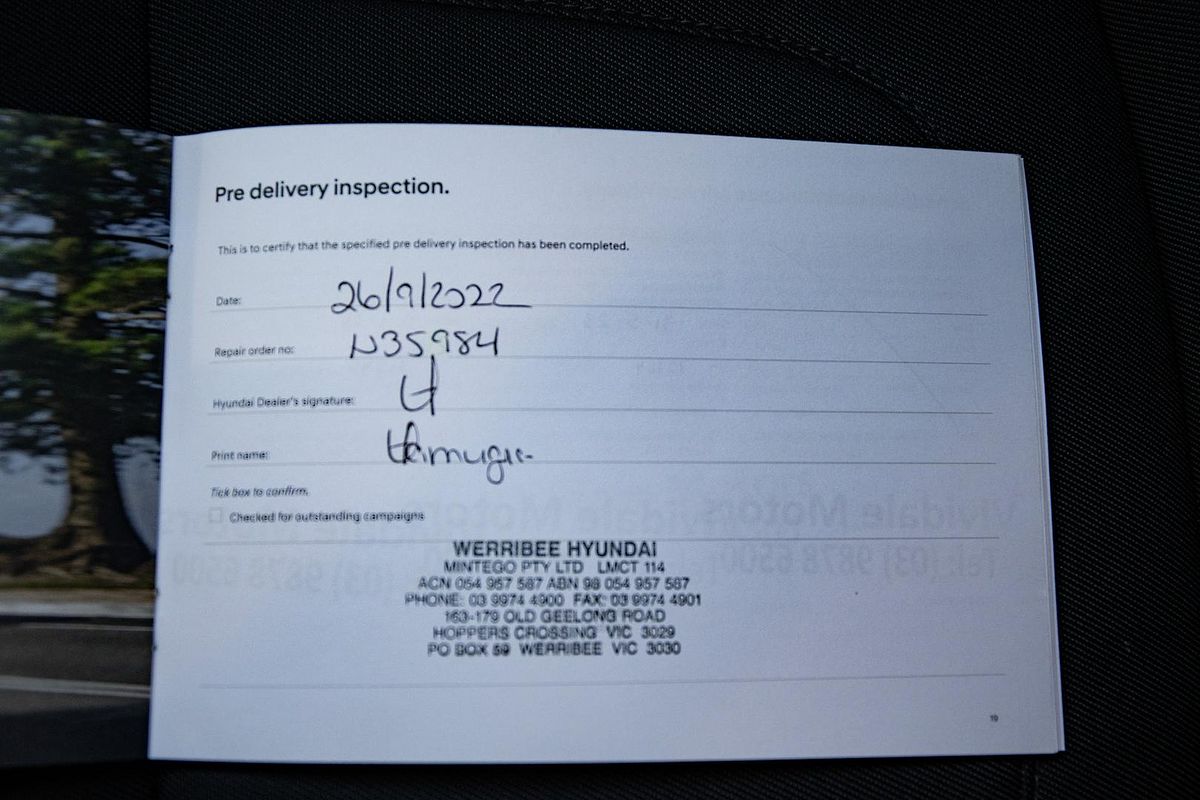 Pre delivery inspection.
This is to certify that the specified pre delivery inspection has been completed.
Date: 26/9/2022
Repair order no: N35984
Hyundai Dealer's signature:
Print name:
Tick box to confirm.
Checked for outstanding campaigns
WERRIBEE HYUNDAI
MINTEGO PTY LTD LMCT 114
ACN 054 957 587 ABN 98 054 957 587
PHONE: 03 9974 4900 FAX: 03 9974 4901
163-179 OLD GEELONG ROAD
HOPPERS CROSSING VIC 3029
PO BOX 59 WERRIBEE VIC 3030
19